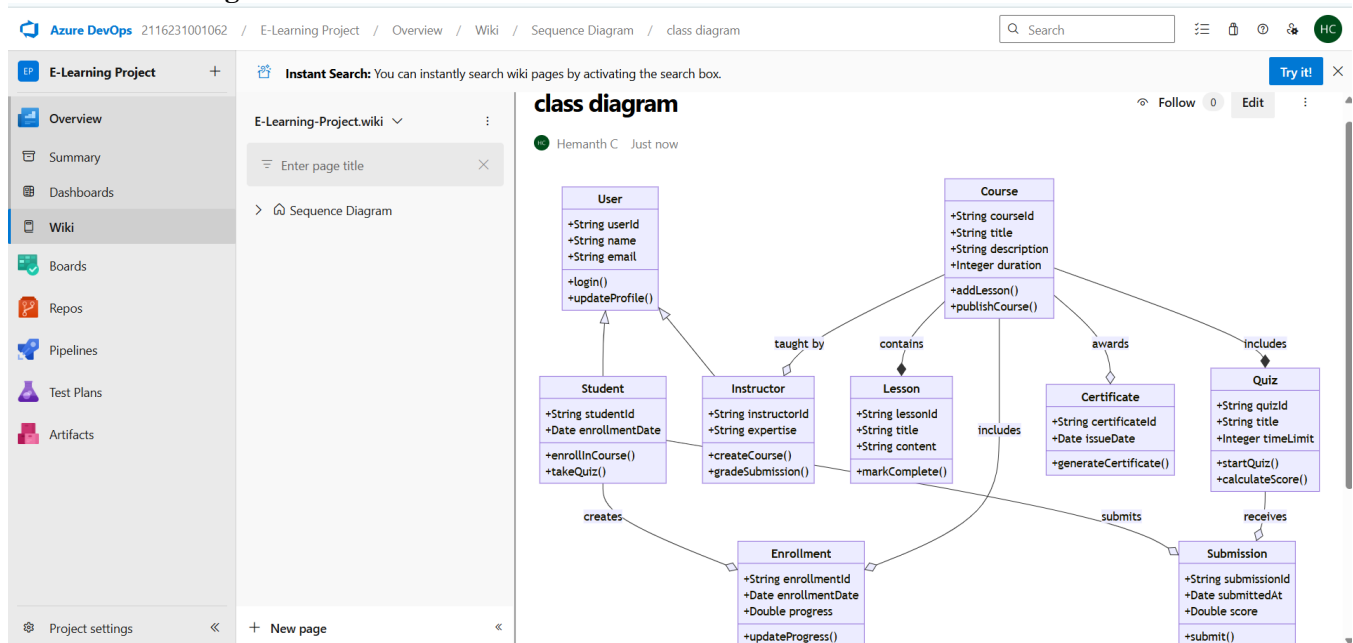 Azure DevOps 2116231001062 / E-Learning Project / Overview / Wiki / Sequence Diagram / class diagram
Search
HC
EP E-Learning Project +
Overview
Summary
Dashboards
Wiki
Boards
Repos
Pipelines
Test Plans
Artifacts
Project settings
Instant Search: You can instantly search wiki pages by activating the search box.
Try it!
E-Learning-Project.wiki
Enter page title
Sequence Diagram
+ New page
class diagram
Follow 0 Edit
HC Hemanth C Just now
User
+String userId
+String name
+String email
+login()
+updateProfile()
Course
+String courseId
+String title
+String description
+Integer duration
+addLesson()
+publishCourse()
taught by
contains
awards
includes
Student
+String studentId
+Date enrollmentDate
+enrollInCourse()
+takeQuiz()
Instructor
+String instructorId
+String expertise
+createCourse()
+gradeSubmission()
Lesson
+String lessonId
+String title
+String content
+markComplete()
includes
Certificate
+String certificateId
+Date issueDate
+generateCertificate()
Quiz
+String quizId
+String title
+Integer timeLimit
+startQuiz()
+calculateScore()
creates
submits
receives
Enrollment
+String enrollmentId
+Date enrollmentDate
+Double progress
+updateProgress()
Submission
+String submissionId
+Date submittedAt
+Double score
+submit()